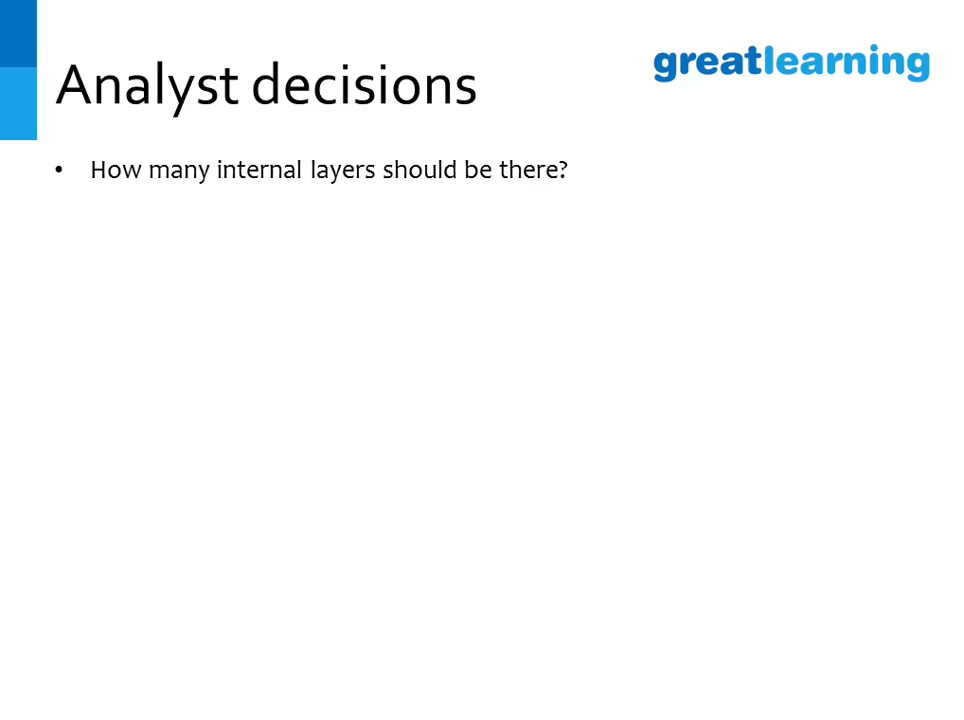 greatlearning
Analyst decisions
• How many internal layers should be there?